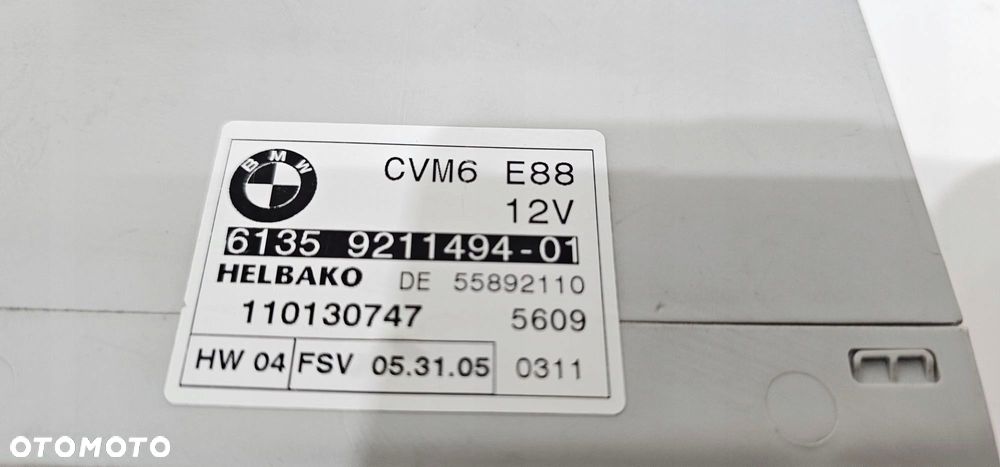 BMW
CVM6 E88
12V
6135 9211494-01
HELBAKO DE 55892110
110130747 5609
HW 04 FSV 05.31.05 0311
OTOMOTO